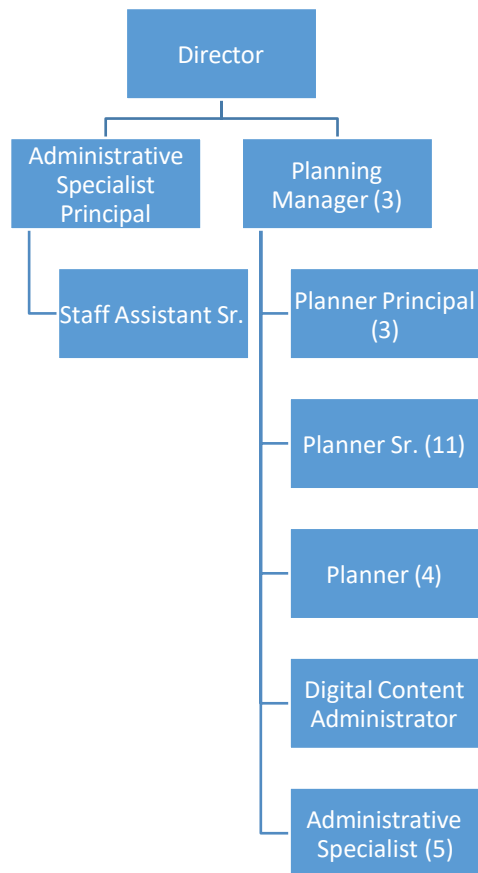 Director
Administrative
Specialist
Principal
Planning
Manager (3)
Staff Assistant Sr.
Planner Principal
(3)
Planner Sr. (11)
Planner (4)
Digital Content
Administrator
Administrative
Specialist (5)